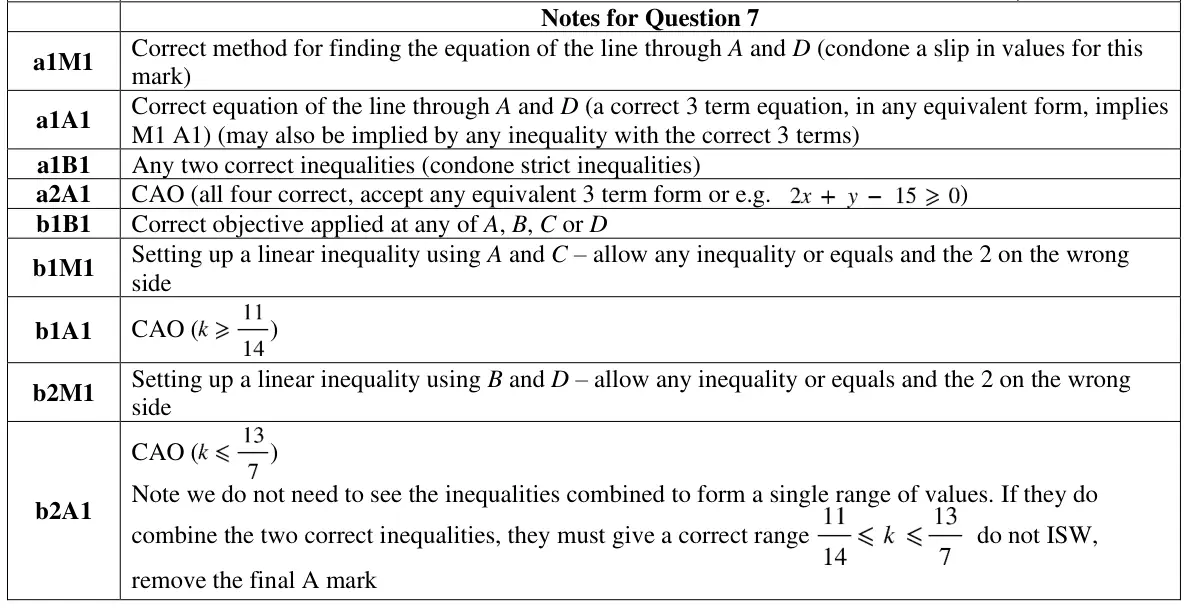 Notes for Question 7
a1M1 Correct method for finding the equation of the line through A and D (condone a slip in values for this
mark)
a1A1 Correct equation of the line through A and D (a correct 3 term equation, in any equivalent form, implies
M1 A1) (may also be implied by any inequality with the correct 3 terms)
a1B1 Any two correct inequalities (condone strict inequalities)
a2A1 CAO (all four correct, accept any equivalent 3 term form or e.g. 2x + y − 15 ⩾ 0)
b1B1 Correct objective applied at any of A, B, C or D
b1M1 Setting up a linear inequality using A and C – allow any inequality or equals and the 2 on the wrong
side
b1A1 CAO (k ⩾ 11/14)
b2M1 Setting up a linear inequality using B and D – allow any inequality or equals and the 2 on the wrong
side
b2A1 CAO (k ⩽ 13/7)
Note we do not need to see the inequalities combined to form a single range of values. If they do
combine the two correct inequalities, they must give a correct range 11/14 ⩽ k ⩽ 13/7 do not ISW,
remove the final A mark